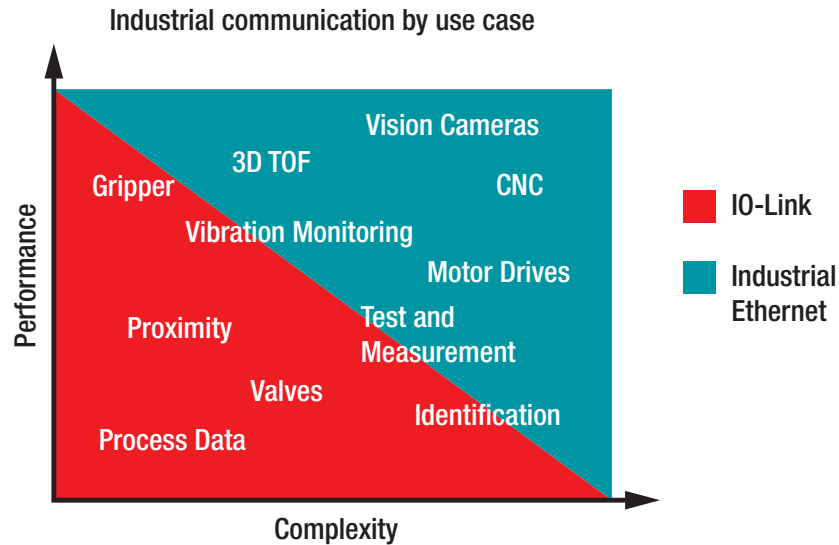 Industrial communication by use case
Performance
Vision Cameras
3D TOF
Gripper
CNC
Vibration Monitoring
Motor Drives
Proximity
Test and
Measurement
Valves
Identification
Process Data
Complexity
IO-Link
Industrial
Ethernet